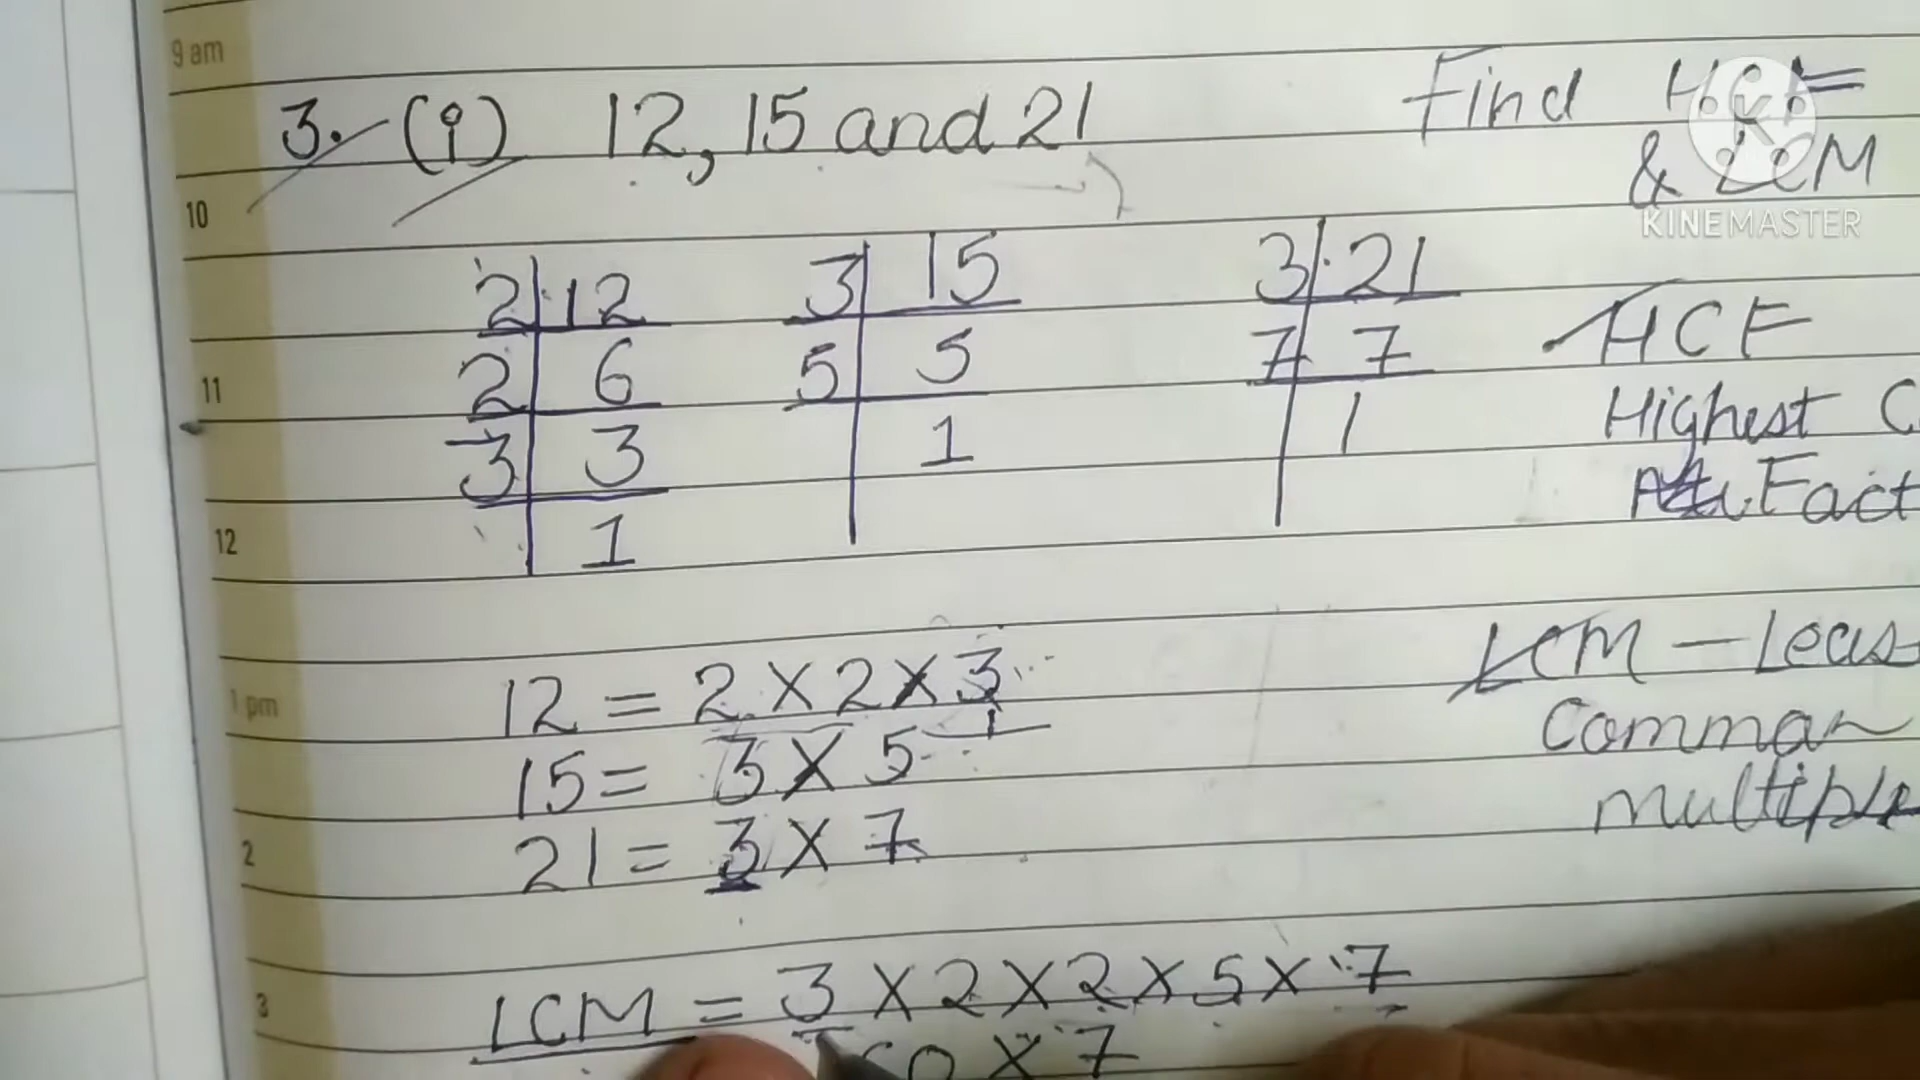 9 am
3. (i) 12, 15 and 21
Find HCF
& LCM
KINEMASTER
10
2 12
2 6
3 3
1
3 15
5 5
1
3 21
7 7
1
HCF
Highest C
Fact
11
12
1 pm
12 = 2 X 2 X 3
15 = 3 X 5
21 = 3 X 7
LCM - Leas
Comman
multiple
2
3
LCM = 3 X 2 X 2 X 5 X 7
60 X 7